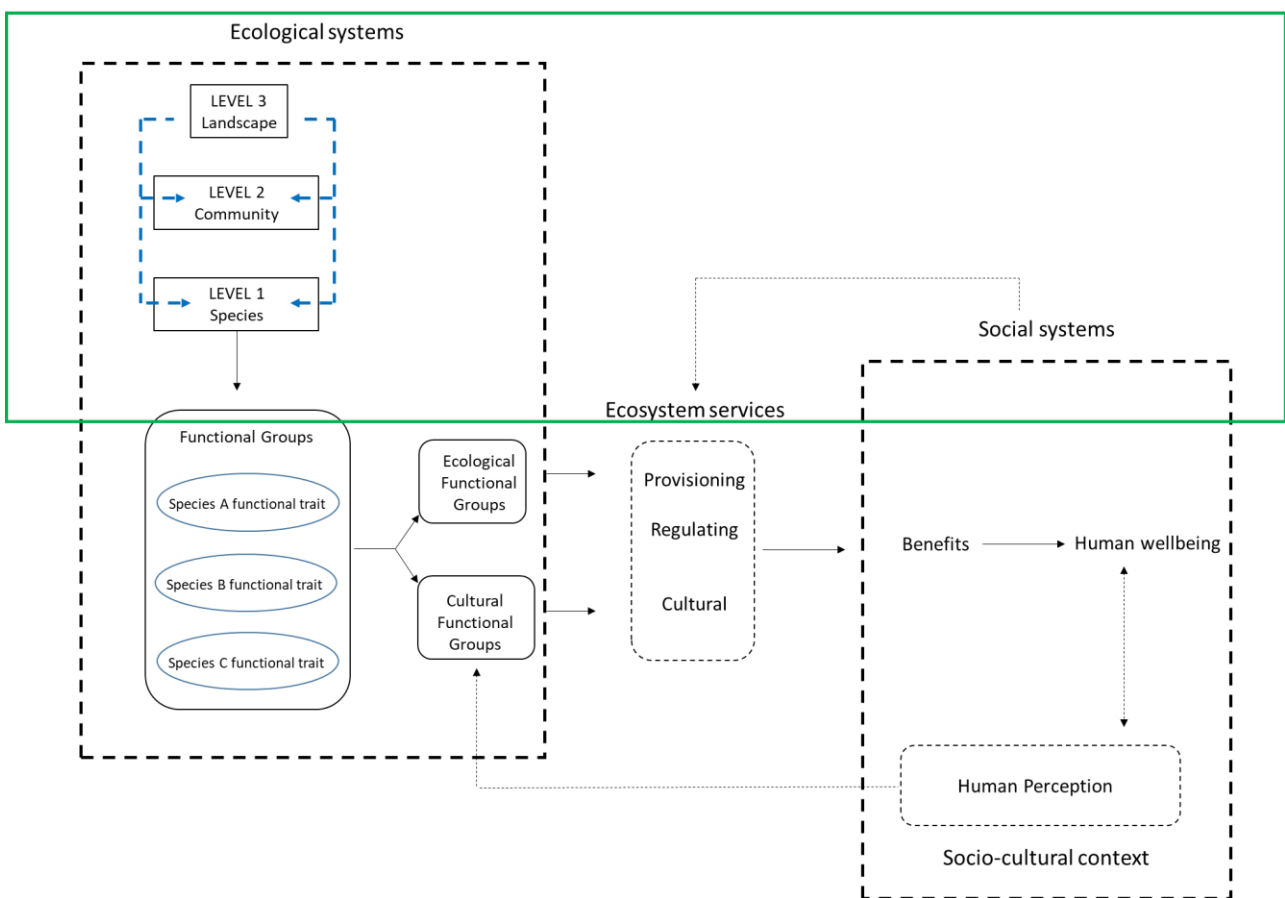 Ecological systems
LEVEL 3
Landscape
LEVEL 2
Community
LEVEL 1
Species
Social systems
Ecosystem services
Functional Groups
Species A functional trait
Species B functional trait
Species C functional trait
Ecological
Functional
Groups
Cultural
Functional
Groups
Provisioning
Regulating
Cultural
Benefits
Human wellbeing
Human Perception
Socio-cultural context